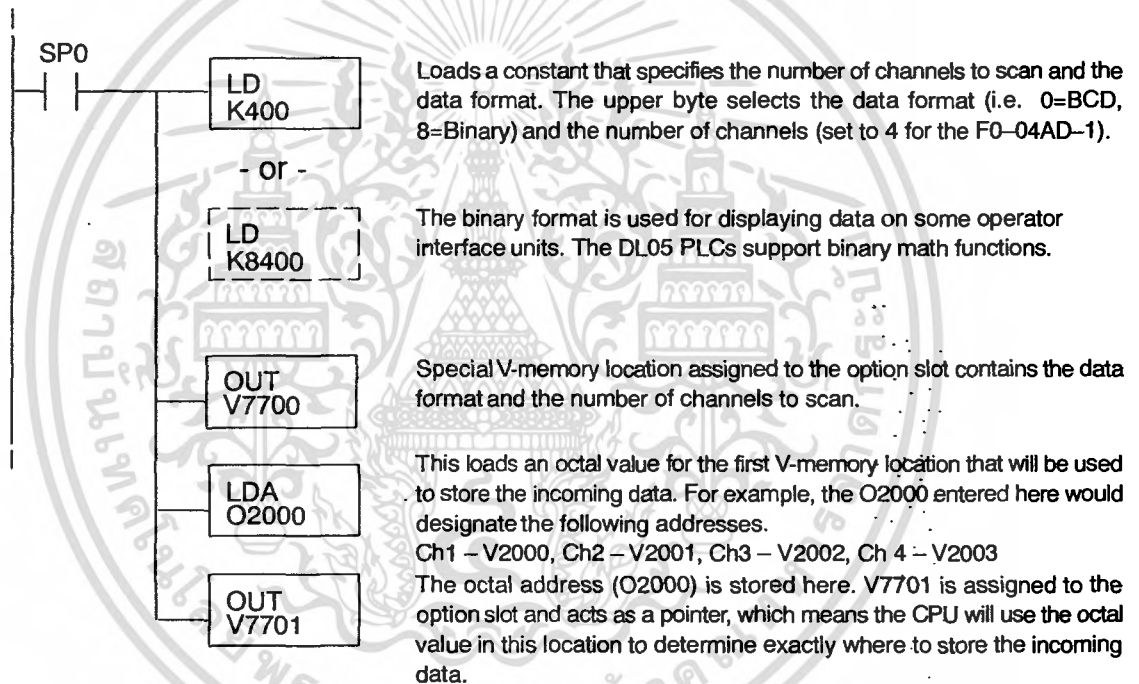 SP0
LD
K400
Loads a constant that specifies the number of channels to scan and the
data format. The upper byte selects the data format (i.e. 0=BCD,
8=Binary) and the number of channels (set to 4 for the F0–04AD–1).
- or -
LD
K8400
The binary format is used for displaying data on some operator
interface units. The DL05 PLCs support binary math functions.
OUT
V7700
Special V-memory location assigned to the option slot contains the data
format and the number of channels to scan.
LDA
O2000
This loads an octal value for the first V-memory location that will be used
to store the incoming data. For example, the O2000 entered here would
designate the following addresses.
Ch1 – V2000, Ch2 – V2001, Ch3 – V2002, Ch 4 – V2003
OUT
V7701
The octal address (O2000) is stored here. V7701 is assigned to the
option slot and acts as a pointer, which means the CPU will use the octal
value in this location to determine exactly where to store the incoming
data.